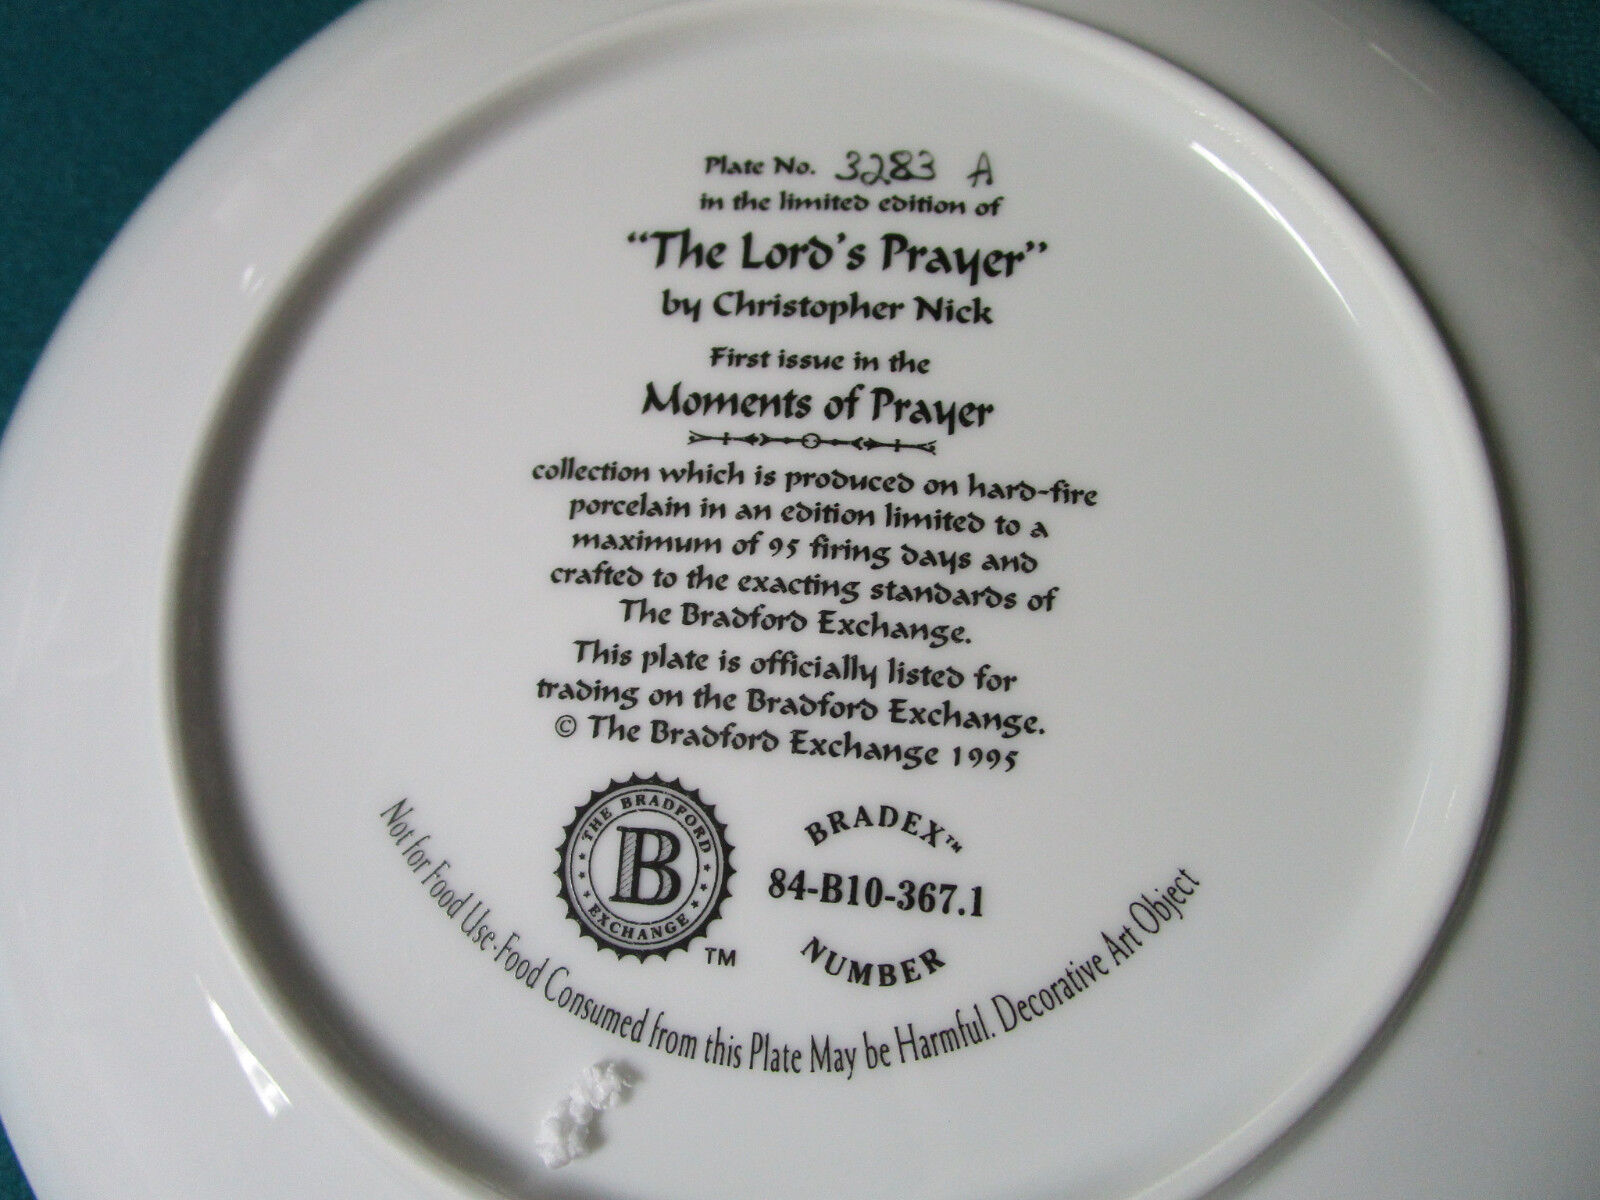 Plate No. 3283 A
in the limited edition of
“The Lord's Prayer”
by Christopher Nick
First issue in the
Moments of Prayer
collection which is produced on hard-fire
porcelain in an edition limited to a
maximum of 95 firing days and
crafted to the exacting standards of
The Bradford Exchange.
This plate is officially listed for
trading on the Bradford Exchange.
© The Bradford Exchange 1995
THE BRADFORD
B
EXCHANGE
TM
BRADEX™
84-B10-367.1
NUMBER
Not for Food Use·Food Consumed from this Plate May be Harmful. Decorative Art Object